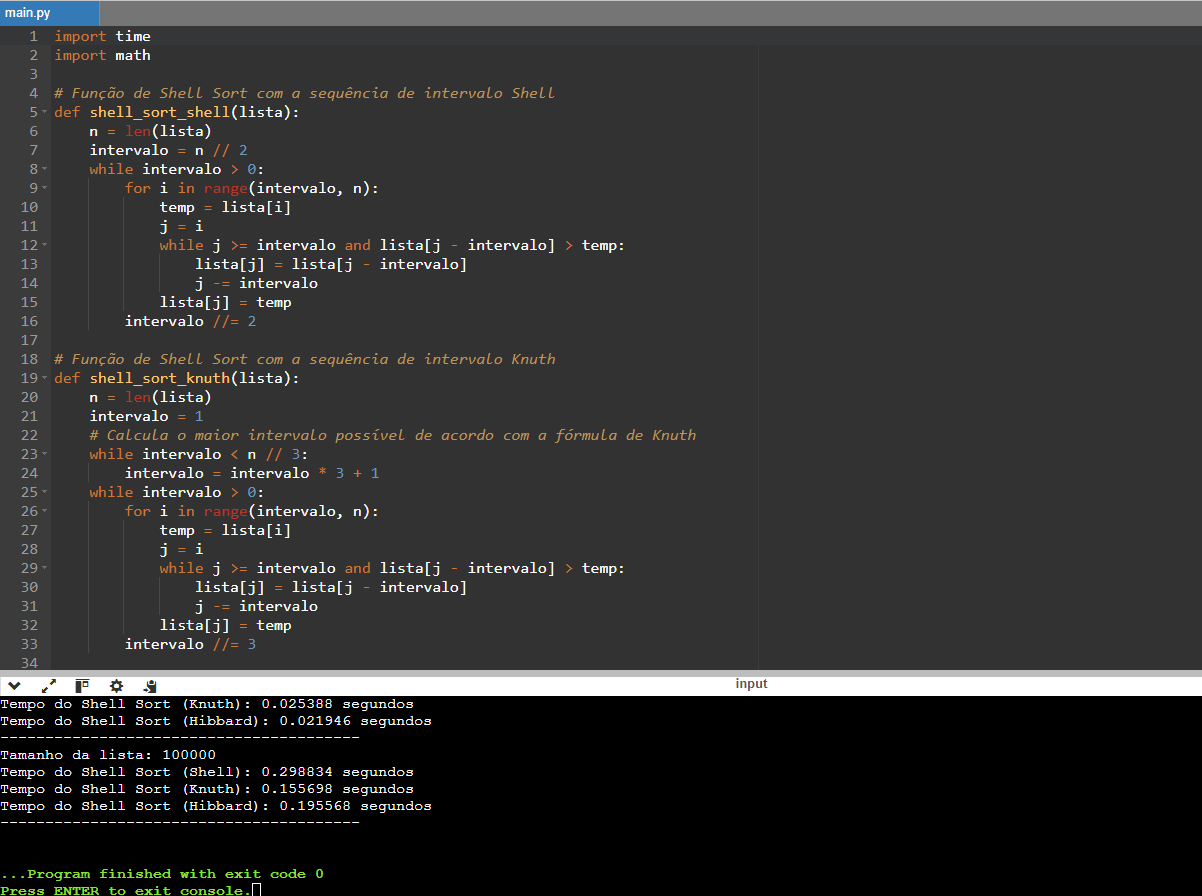 main.py
1 import time
2 import math
3
4 # Função de Shell Sort com a sequência de intervalo Shell
5 def shell_sort_shell(lista):
6     n = len(lista)
7     intervalo = n // 2
8     while intervalo > 0:
9         for i in range(intervalo, n):
10             temp = lista[i]
11             j = i
12             while j >= intervalo and lista[j - intervalo] > temp:
13                 lista[j] = lista[j - intervalo]
14                 j -= intervalo
15             lista[j] = temp
16         intervalo //= 2
17
18 # Função de Shell Sort com a sequência de intervalo Knuth
19 def shell_sort_knuth(lista):
20     n = len(lista)
21     intervalo = 1
22     # Calcula o maior intervalo possível de acordo com a fórmula de Knuth
23     while intervalo < n // 3:
24         intervalo = intervalo * 3 + 1
25     while intervalo > 0:
26         for i in range(intervalo, n):
27             temp = lista[i]
28             j = i
29             while j >= intervalo and lista[j - intervalo] > temp:
30                 lista[j] = lista[j - intervalo]
31                 j -= intervalo
32             lista[j] = temp
33         intervalo //= 3
34
input
Tempo do Shell Sort (Knuth): 0.025388 segundos
Tempo do Shell Sort (Hibbard): 0.021946 segundos
----------------------------------------
Tamanho da lista: 100000
Tempo do Shell Sort (Shell): 0.298834 segundos
Tempo do Shell Sort (Knuth): 0.155698 segundos
Tempo do Shell Sort (Hibbard): 0.195568 segundos
----------------------------------------
...Program finished with exit code 0
Press ENTER to exit console.